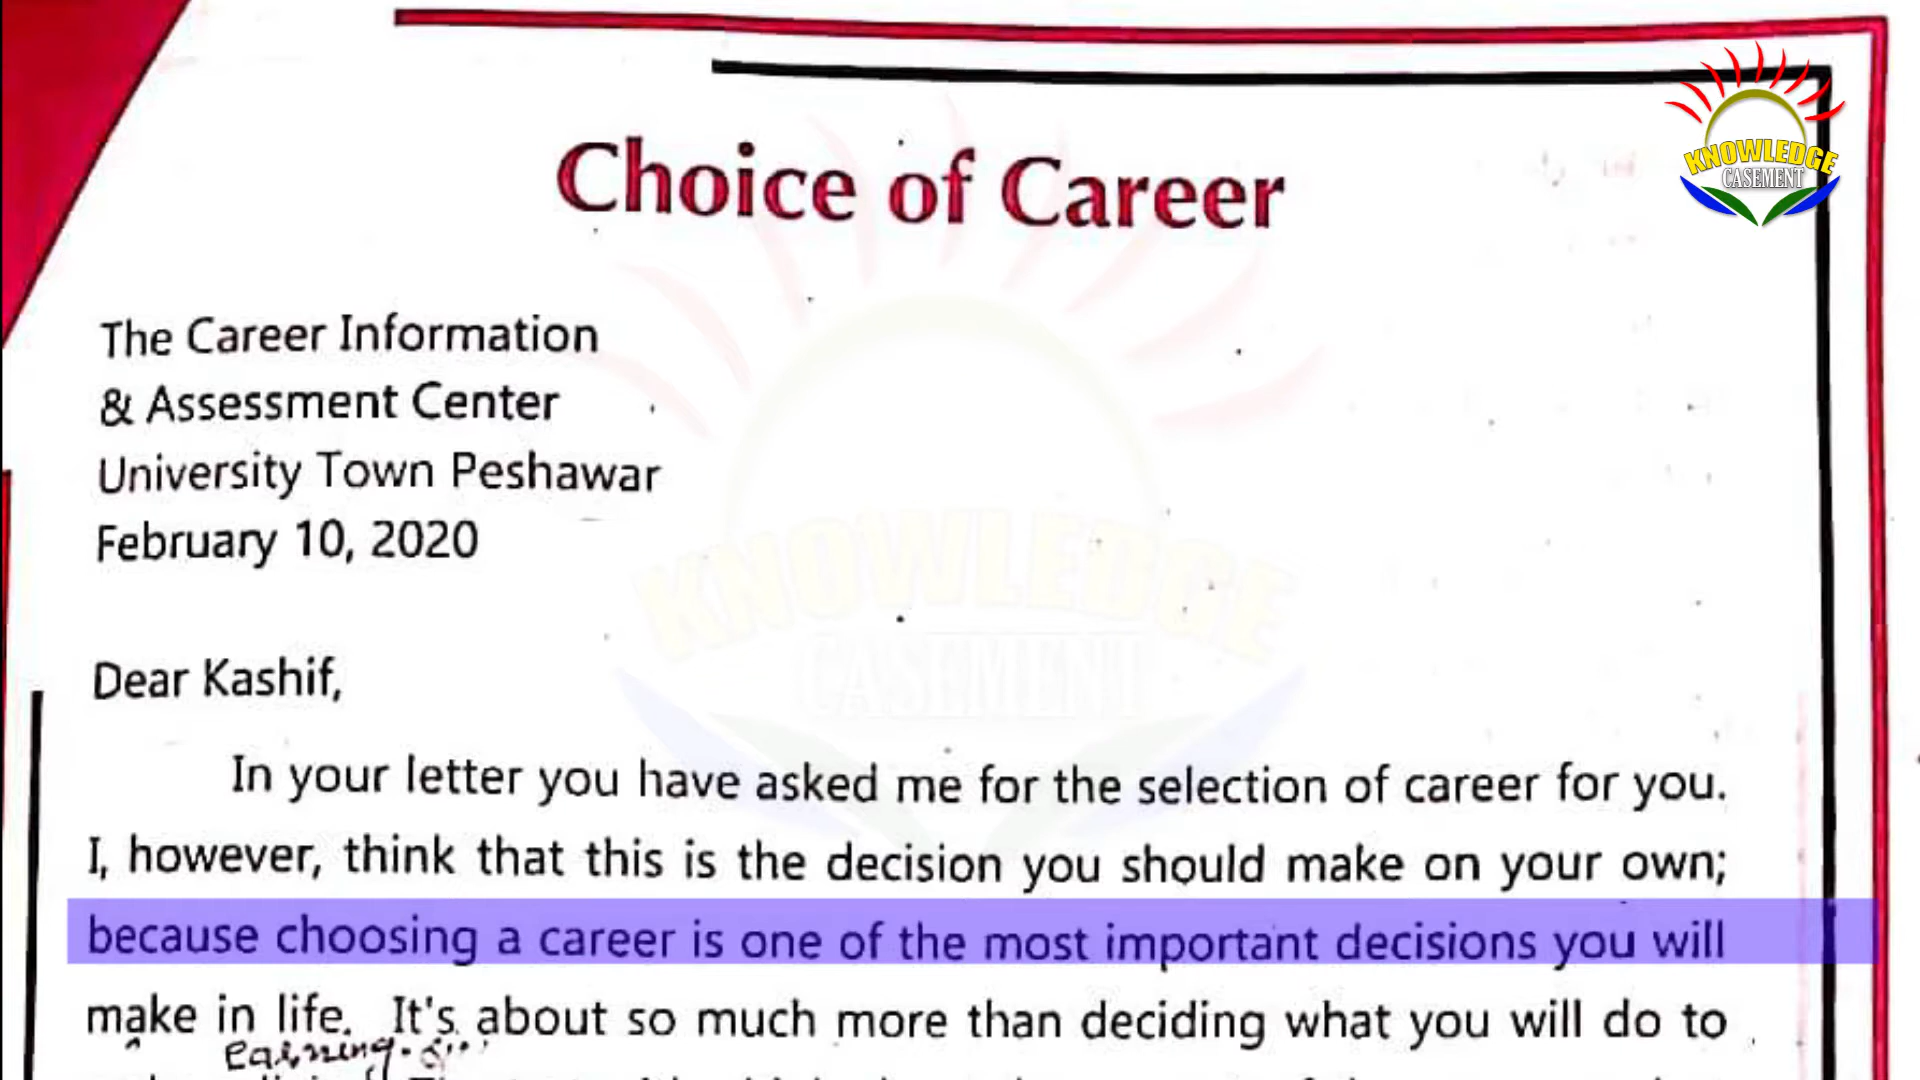 KNOWLEDGE
CASEMENT
Choice of Career
The Career Information
& Assessment Center
University Town Peshawar
February 10, 2020
KNOWLEDGE
CASEMENT
Dear Kashif,
In your letter you have asked me for the selection of career for you.
I, however, think that this is the decision you should make on your own;
because choosing a career is one of the most important decisions you will
make in life. It's about so much more than deciding what you will do to
earning